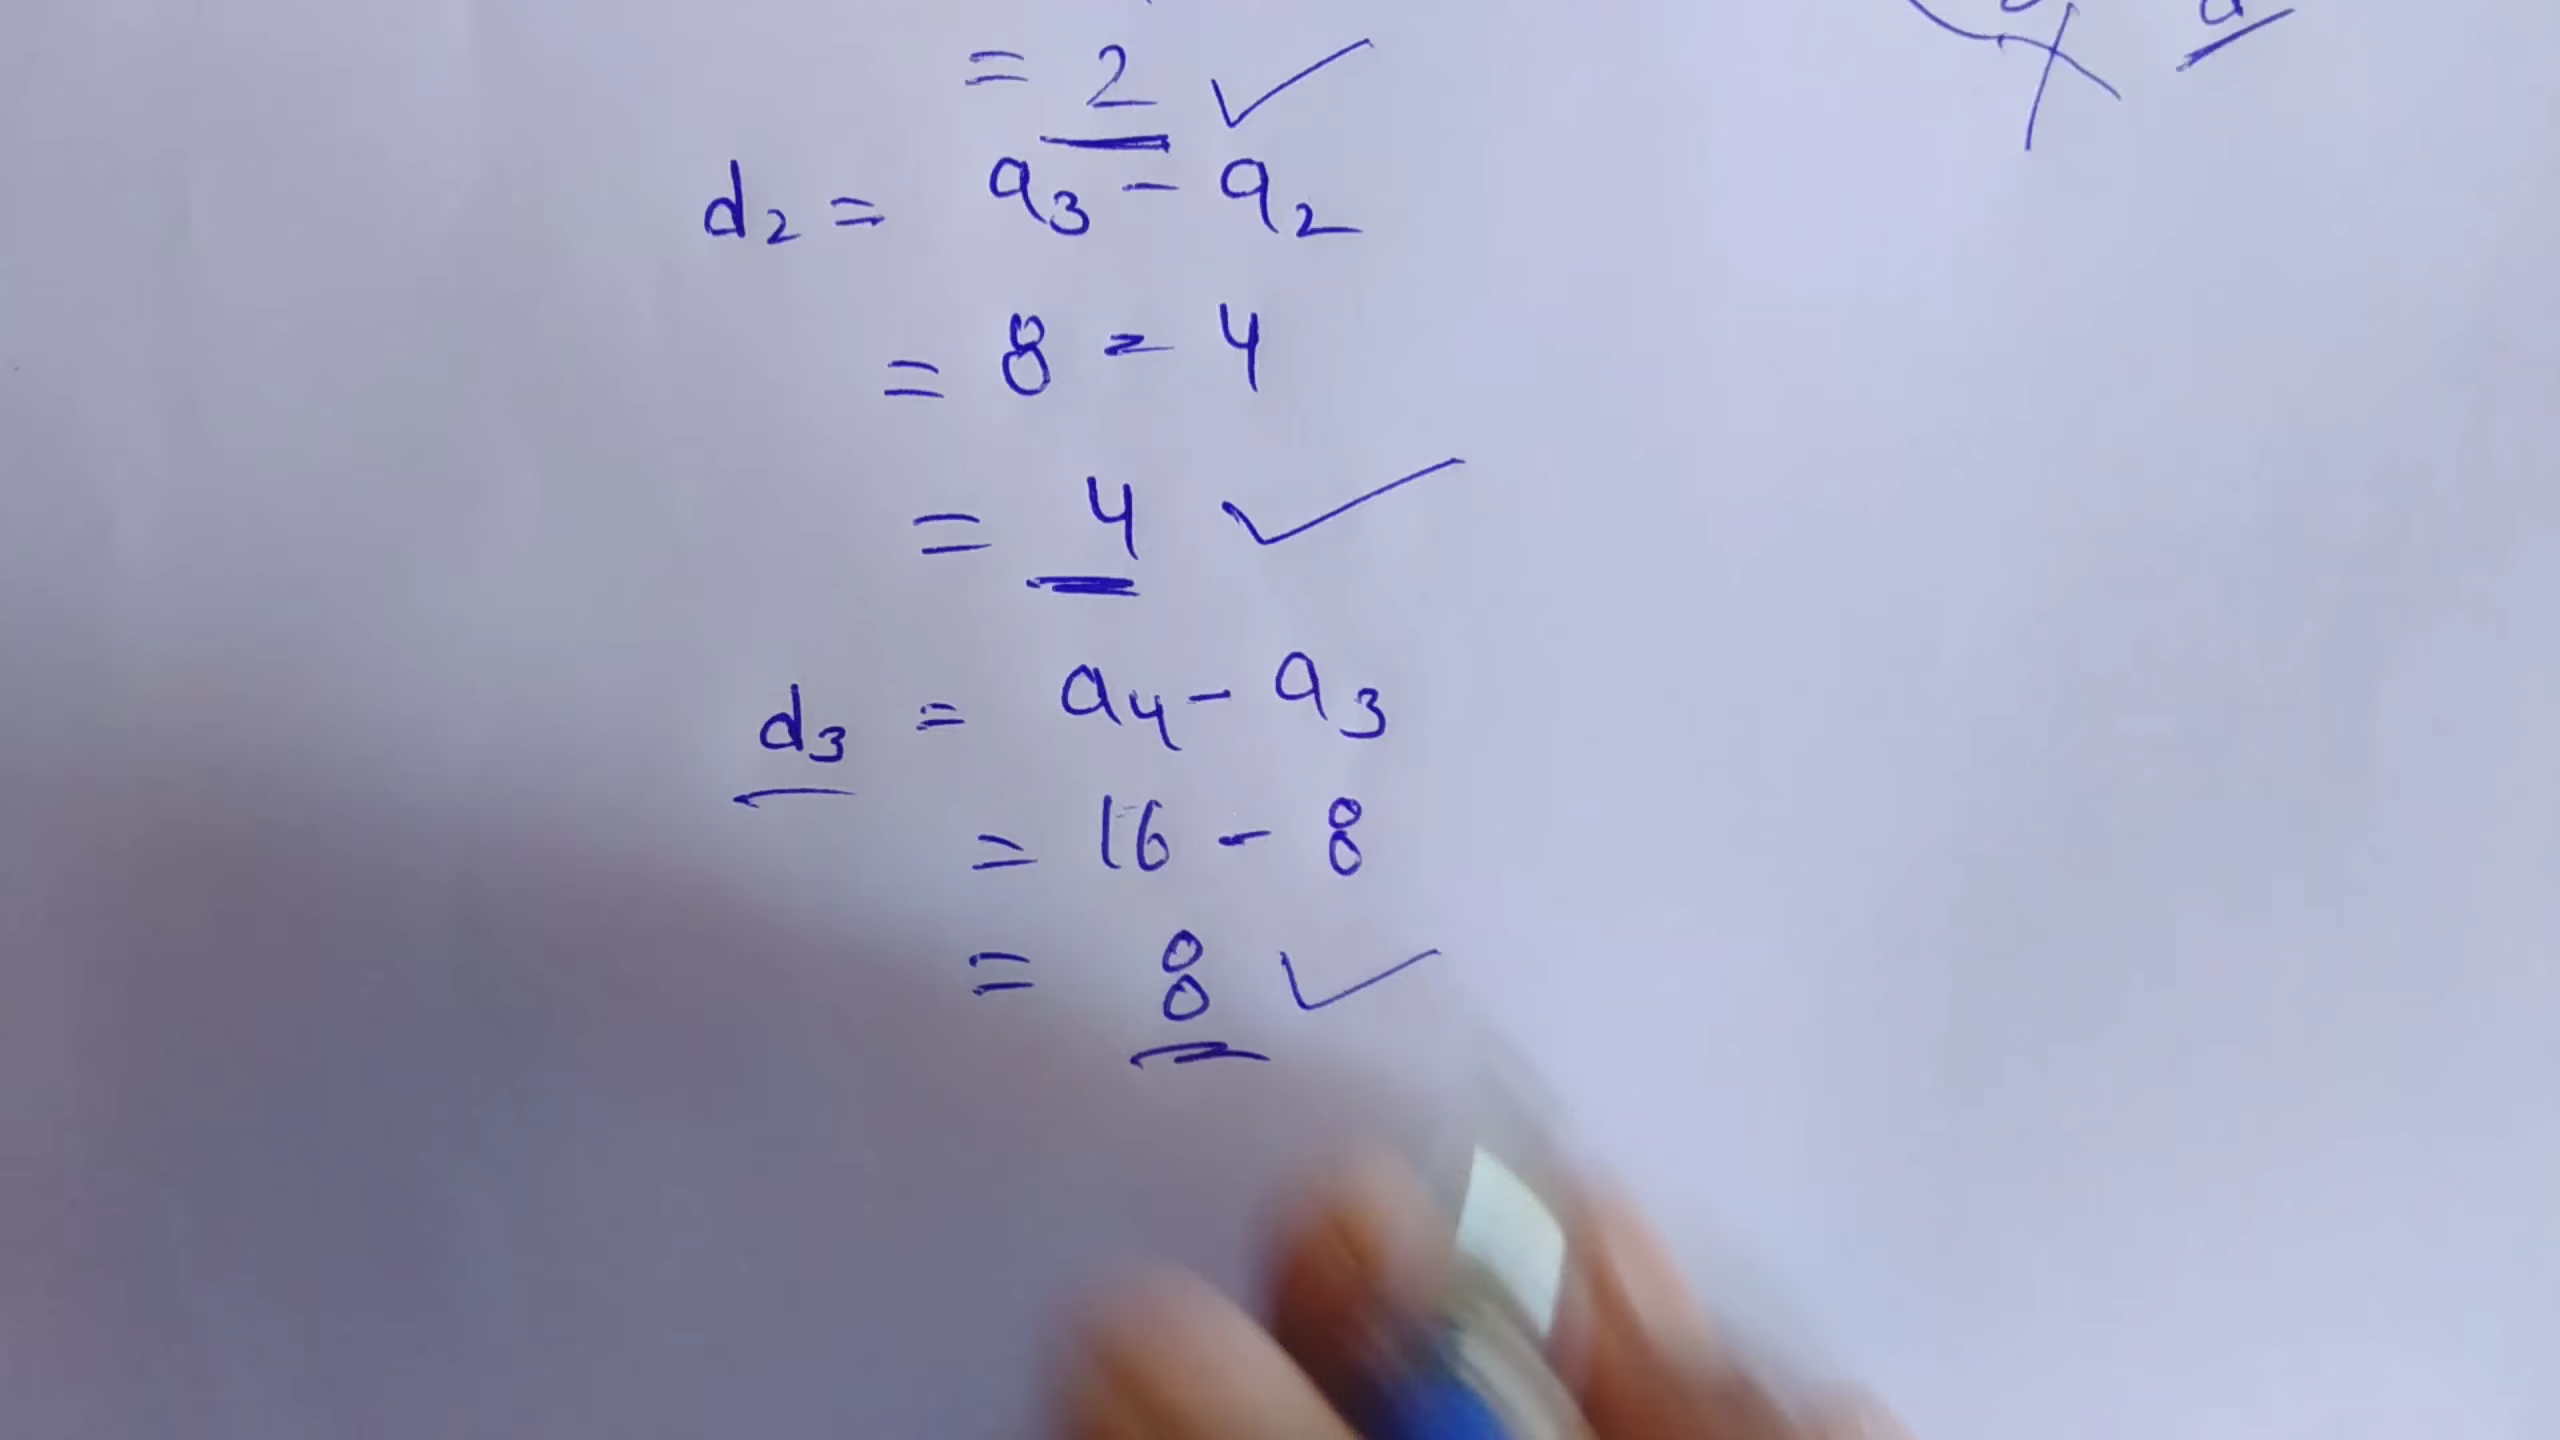 = 2 ✓
d₂ = a₃ - a₂
= 8 - 4
= 4 ✓
d₃ = a₄ - a₃
= 16 - 8
= 8 ✓